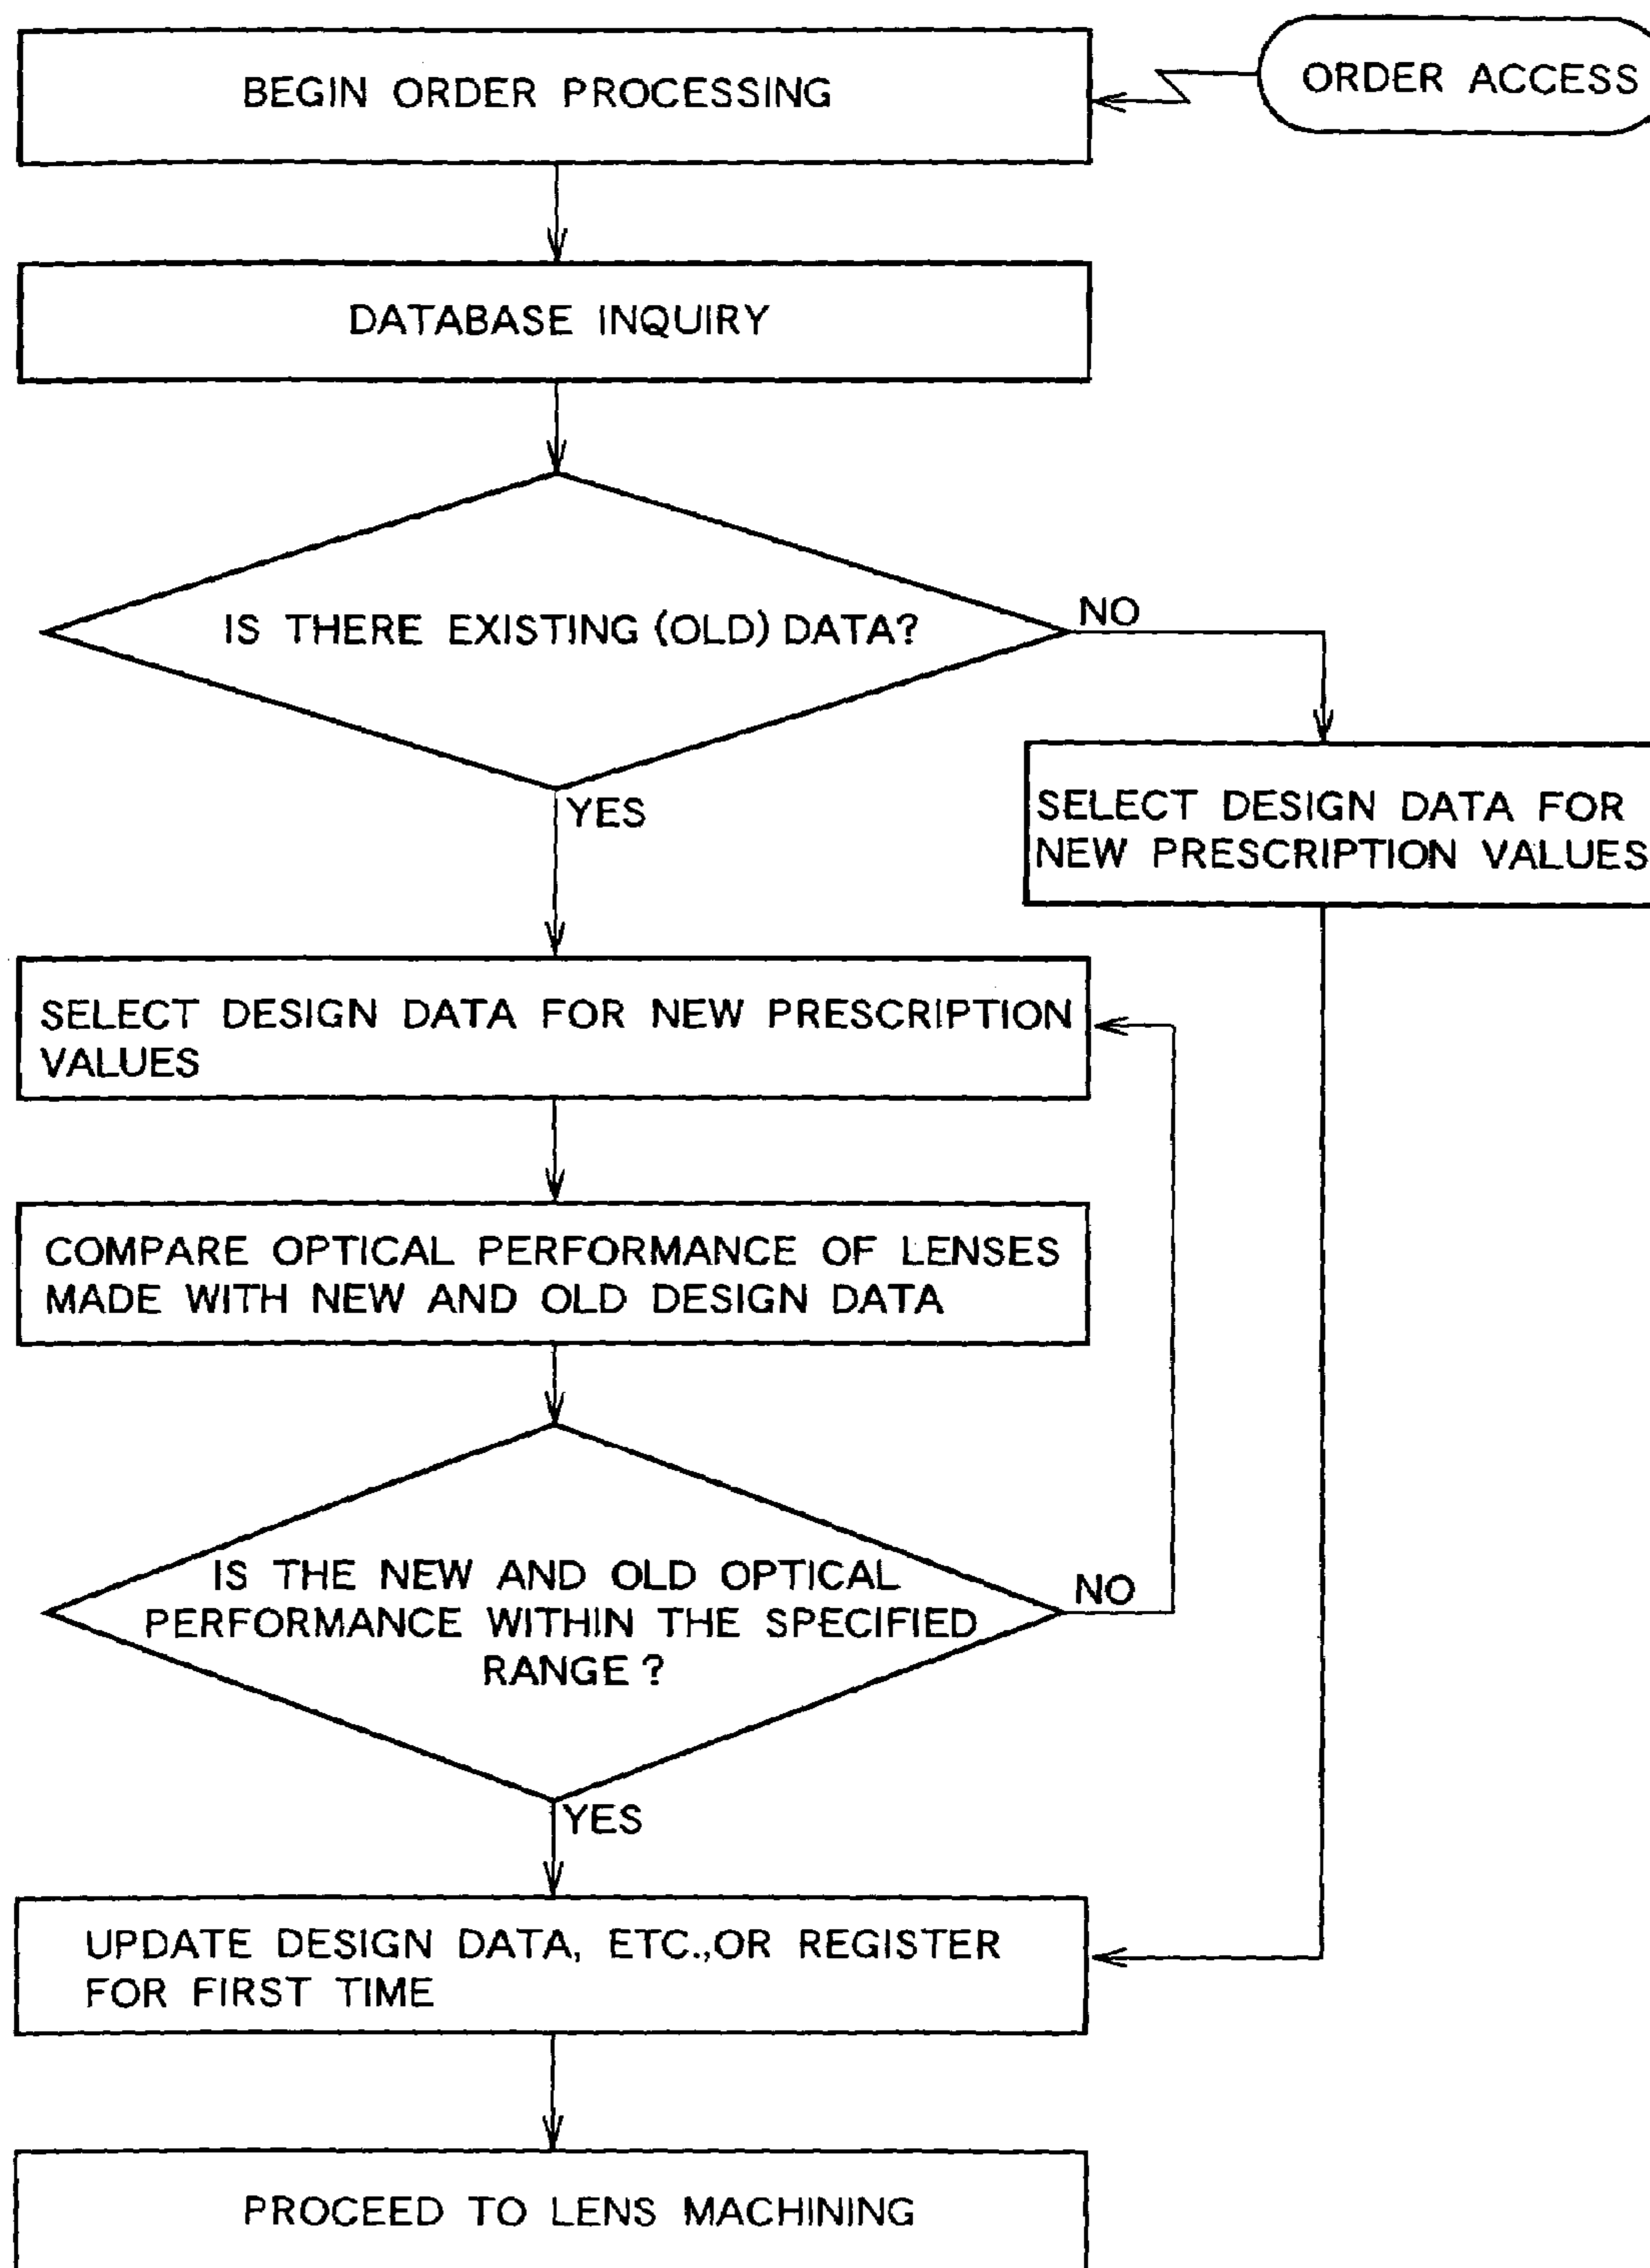 BEGIN ORDER PROCESSING
ORDER ACCESS
DATABASE INQUIRY
IS THERE EXISTING (OLD) DATA?
NO
YES
SELECT DESIGN DATA FOR
NEW PRESCRIPTION VALUES
SELECT DESIGN DATA FOR NEW PRESCRIPTION
VALUES
COMPARE OPTICAL PERFORMANCE OF LENSES
MADE WITH NEW AND OLD DESIGN DATA
IS THE NEW AND OLD OPTICAL
PERFORMANCE WITHIN THE SPECIFIED
RANGE?
NO
YES
UPDATE DESIGN DATA, ETC.,OR REGISTER
FOR FIRST TIME
PROCEED TO LENS MACHINING